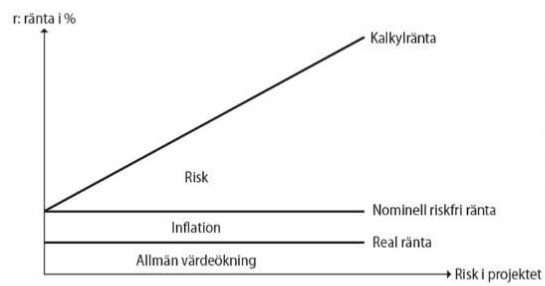 r: ränta i %
Kalkylränta
Risk
Nominell riskfri ränta
Inflation
Real ränta
Allmän värdeökning
Risk i projektet